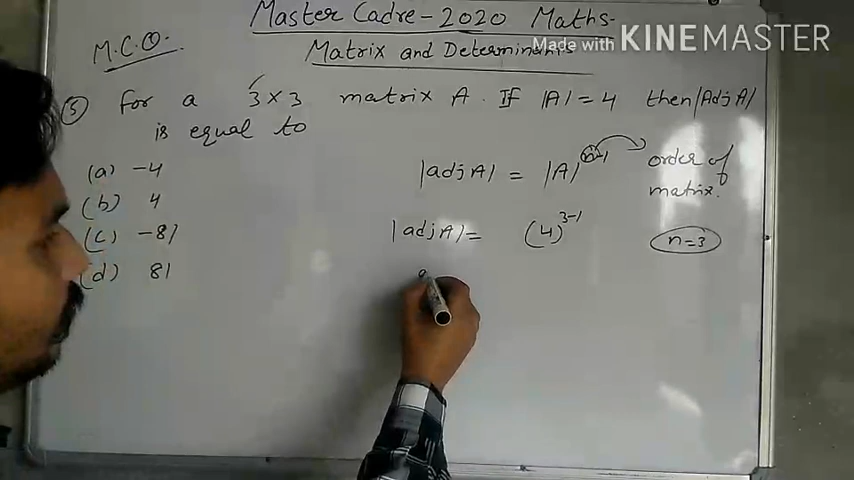 Master Cadre-2020 Maths.
M.C.Q.
Matrix and Determinants
Made with KINEMASTER
(5) For a 3×3 matrix A. If |A|=4 then |Adj A|
is equal to
(a) -4
(b) 4
(c) -81
(d) 81
|adj A| = |A|^(n-1) order of
matrix.
|adj A| = (4)^(3-1) n=3